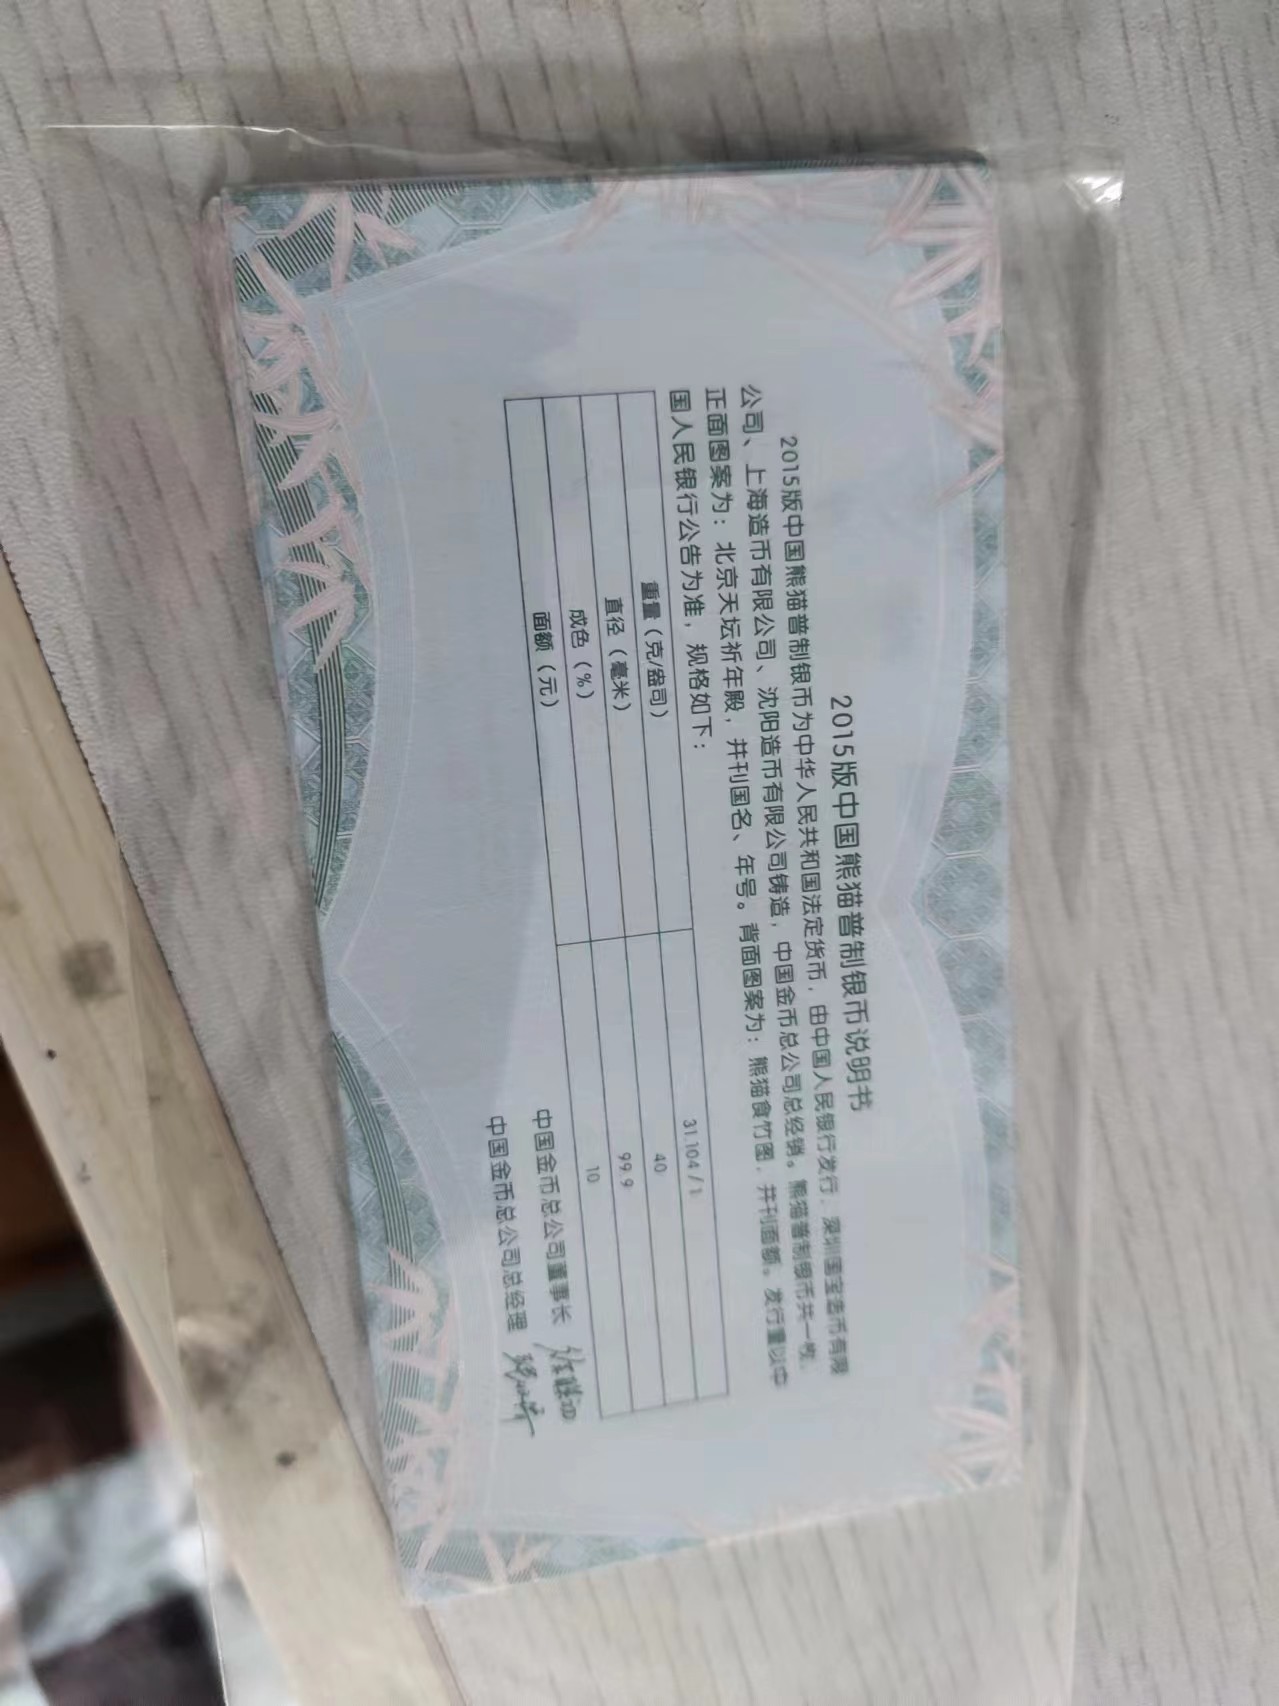 2015版中国熊猫普制银币说明书
2015版中国熊猫普制银币为中华人民共和国法定货币，由中国人民银行发行，深圳国宝造币有限
公司、上海造币有限公司、沈阳造币有限公司铸造，中国金币总公司总经销。熊猫普制银币共一枚，
正面图案为：北京天坛祈年殿，并刊国名、年号。背面图案为：熊猫食竹图，并刊面额。发行量以中
国人民银行公告为准，规格如下：
重量（克/盎司） 31.104/1
直径（毫米） 40
成色（%） 99.9
面额（元） 10
中国金币总公司董事长
中国金币总公司总经理